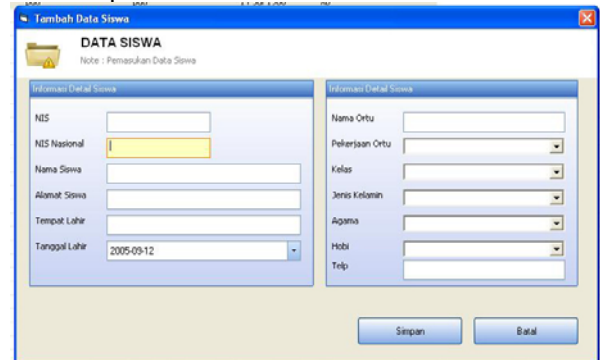 Tambah Data Siswa
DATA SISWA
Note : Pemasukan Data Siswa
Informasi Detail Siswa
NIS
NIS Nasional
Nama Siswa
Alamat Siswa
Tempat Lahir
Tanggal Lahir
2005-09-12
Informasi Detail Siswa
Nama Ortu
Pekerjaan Ortu
Kelas
Jenis Kelamin
Agama
Hobi
Telp
Simpan
Batal